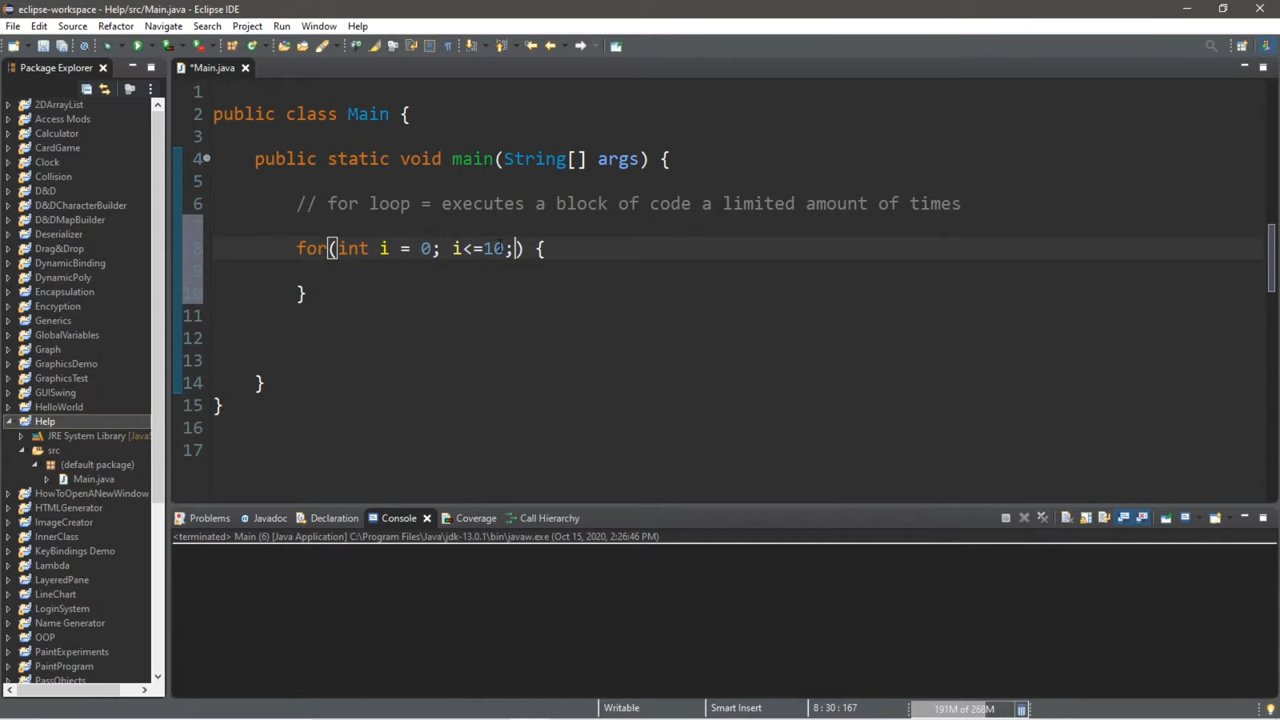 eclipse-workspace - Help/src/Main.java - Eclipse IDE
File Edit Source Refactor Navigate Search Project Run Window Help
Package Explorer
*Main.java
2DArrayList
Access Mods
Calculator
CardGame
Clock
Collision
D&D
D&DCharacterBuilder
D&DMapBuilder
Deserializer
Drag&Drop
DynamicBinding
DynamicPoly
Encapsulation
Encryption
Generics
GlobalVariables
Graph
GraphicsDemo
GraphicsTest
GUISwing
HelloWorld
Help
JRE System Library [JavaS
src
(default package)
Main.java
HowToOpenANewWindow
HTMLGenerator
ImageCreator
InnerClass
KeyBindings Demo
Lambda
LayeredPane
LineChart
LoginSystem
Name Generator
OOP
PaintExperiments
PaintProgram
PassObjects
1
2 public class Main {
3
4 public static void main(String[] args) {
5
6 // for loop = executes a block of code a limited amount of times
7
8 for(int i = 0; i<=10;) {
9
10 }
11
12
13
14 }
15 }
16
17
Problems Javadoc Declaration Console Coverage Call Hierarchy
<terminated> Main (6) [Java Application] C:\Program Files\Java\jdk-13.0.1\bin\javaw.exe (Oct 15, 2020, 2:26:46 PM)
Writable Smart Insert 8 : 30 : 167 191M of 268M